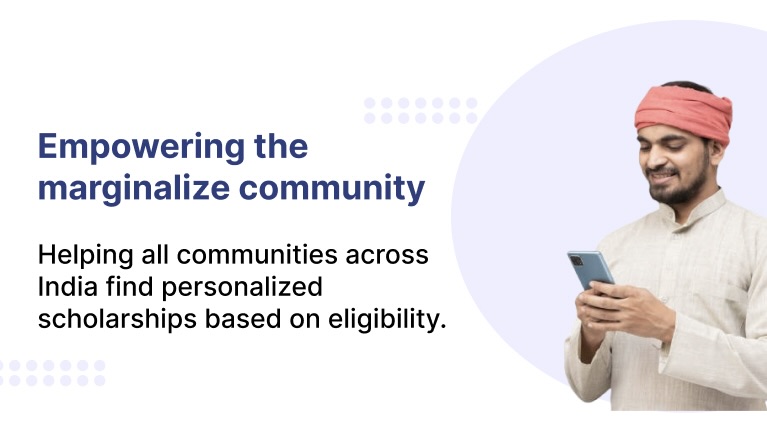 Empowering the
marginalize community
Helping all communities across
India find personalized
scholarships based on eligibility.